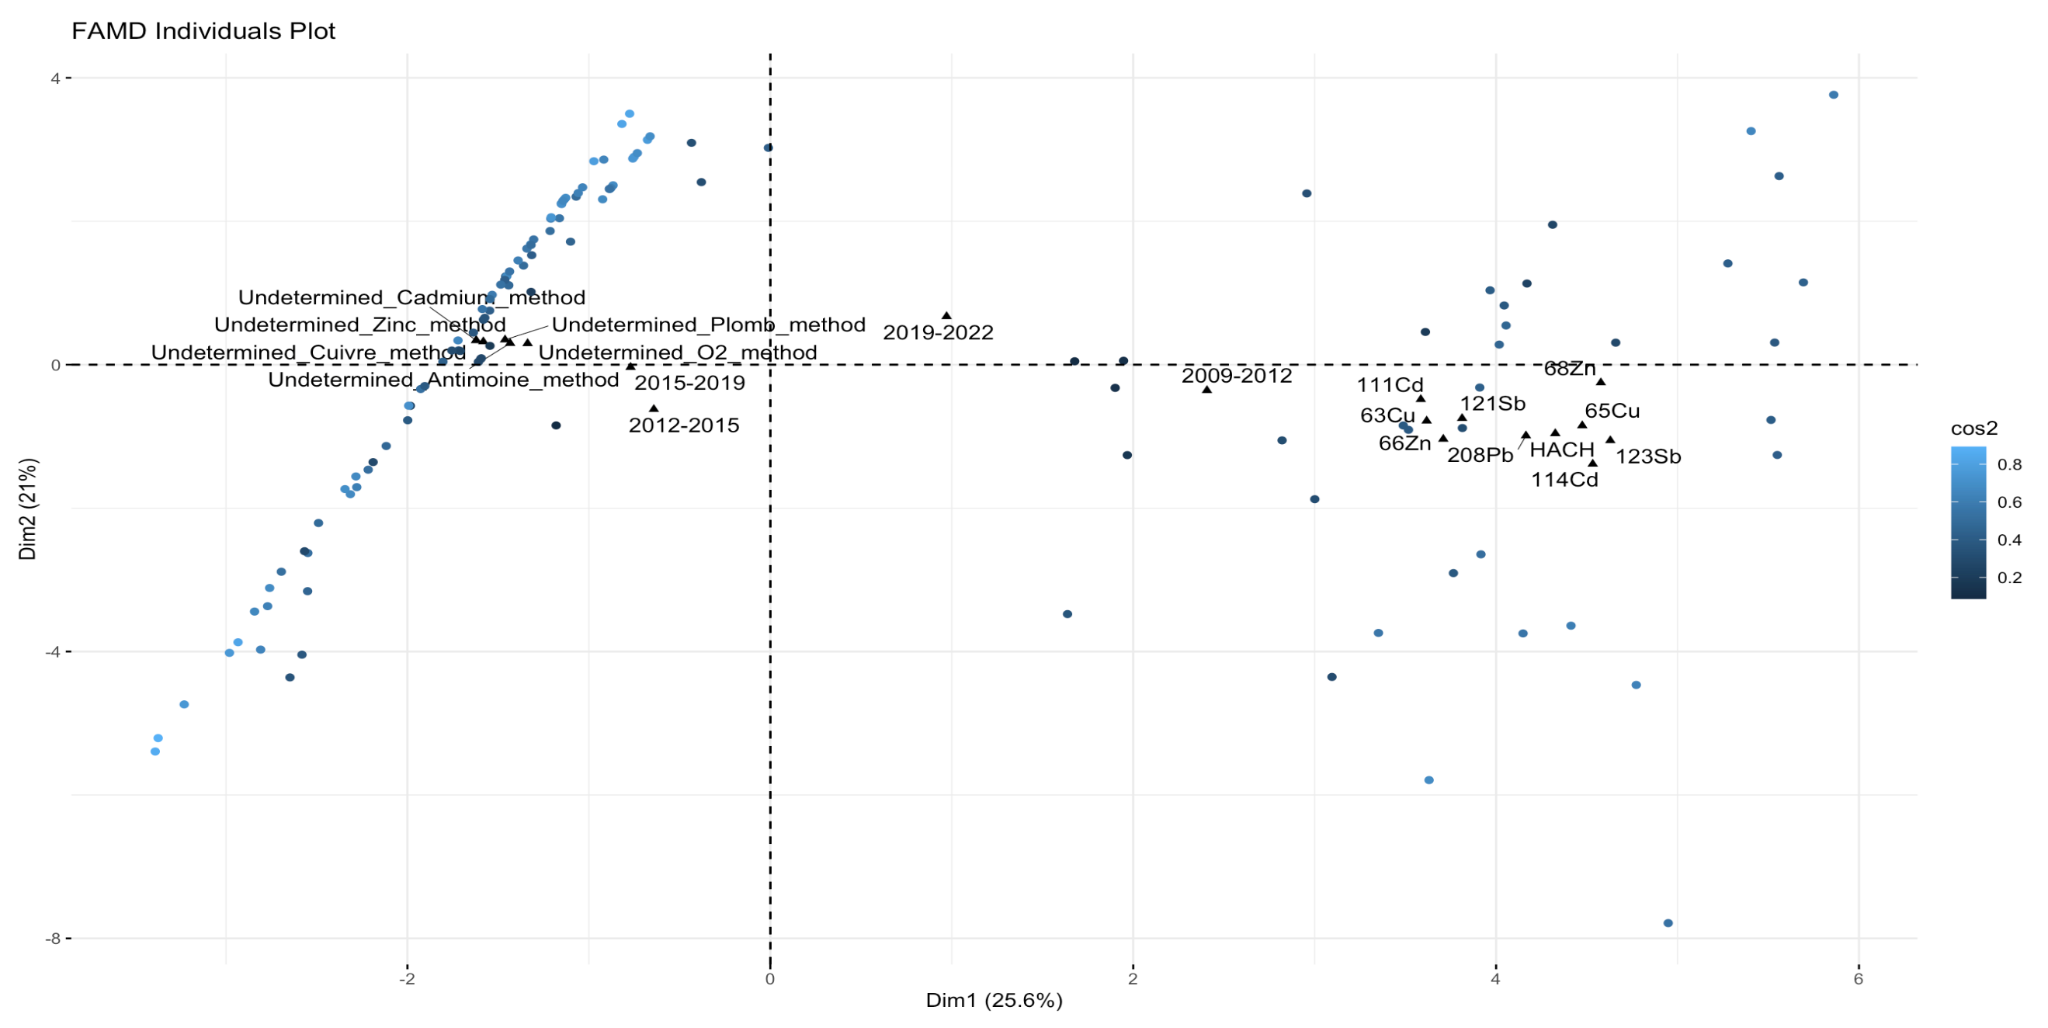 FAMD Individuals Plot
4
0
-4
-8
Dim2 (21%)
Undetermined_Cadmium_method
Undetermined_Zinc_method
Undetermined_Plomb_method
Undetermined_Cuivre_method
Undetermined_O2_method
Undetermined_Antimoine_method
2015-2019
2012-2015
2019-2022
2009-2012
68Zn
111Cd
121Sb
65Cu
63Cu
66Zn
208Pb
HACH
123Sb
114Cd
cos2
0.8
0.6
0.4
0.2
-2
0
2
4
6
Dim1 (25.6%)